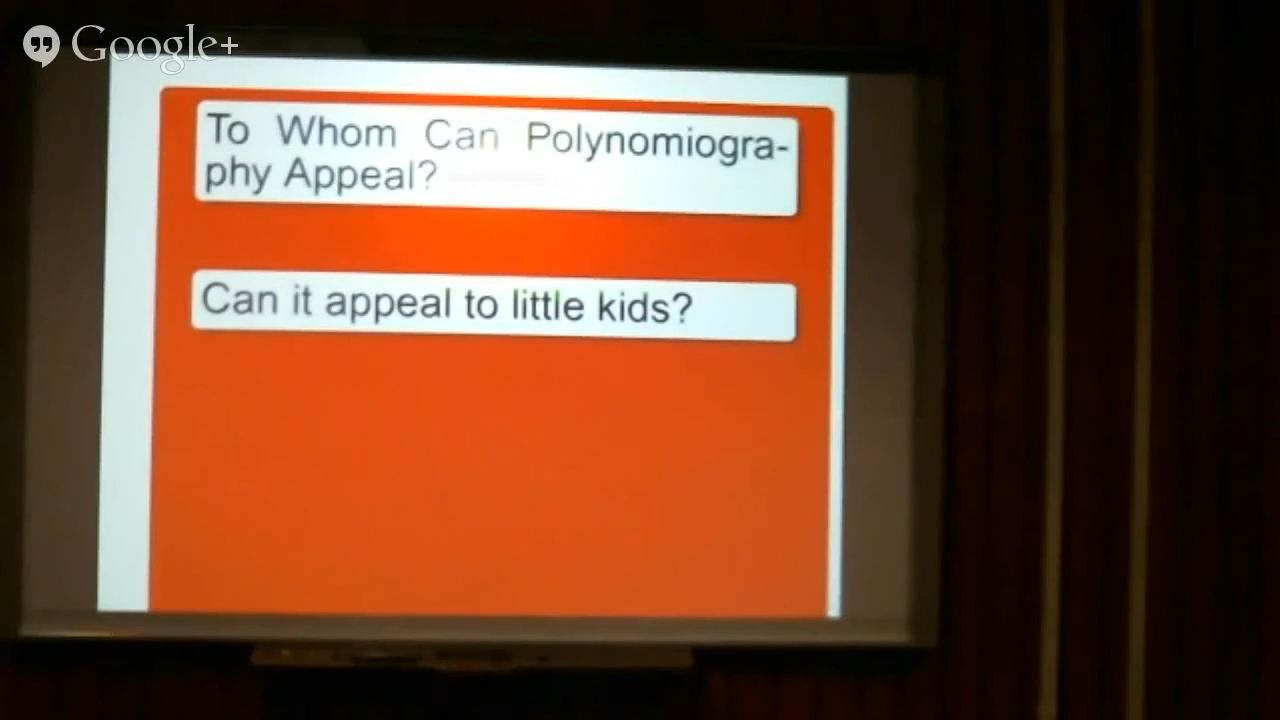 Google+
To Whom Can Polynomiogra-
phy Appeal?
Can it appeal to little kids?